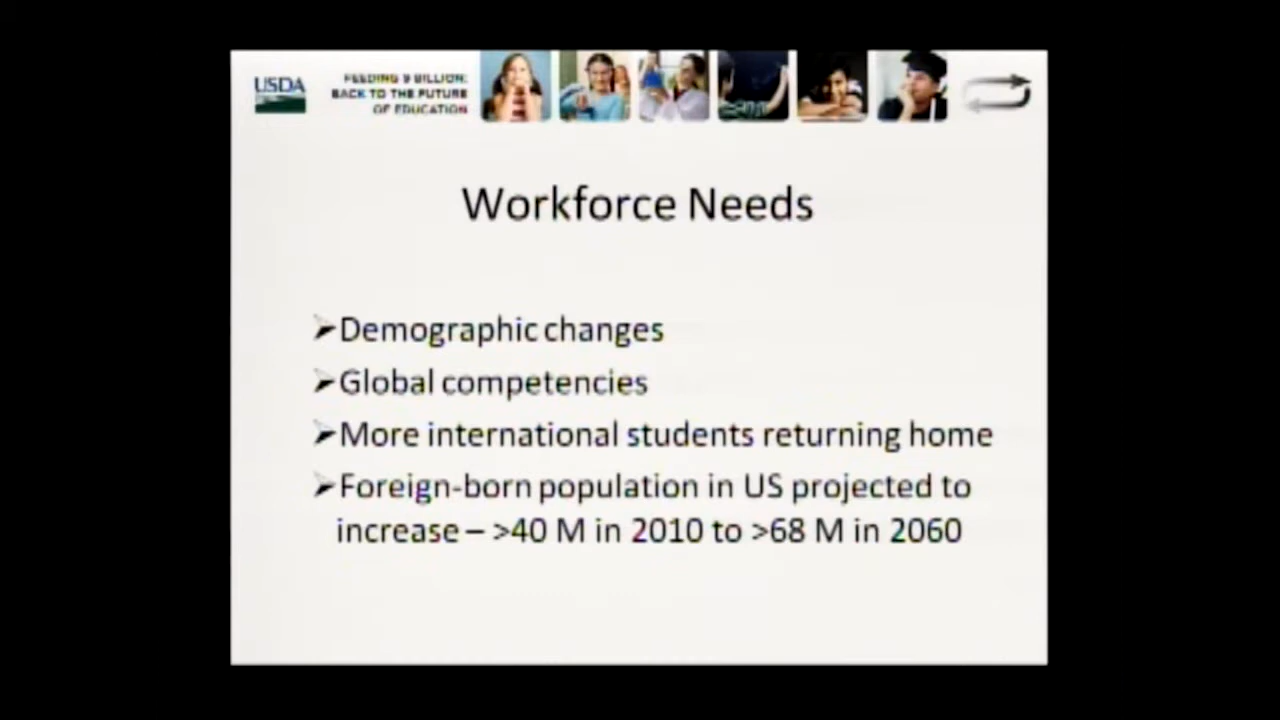 USDA
FEEDING 9 BILLION:
BACK TO THE FUTURE
OF EDUCATION
Workforce Needs
➢Demographic changes
➢Global competencies
➢More international students returning home
➢Foreign-born population in US projected to
increase – >40 M in 2010 to >68 M in 2060